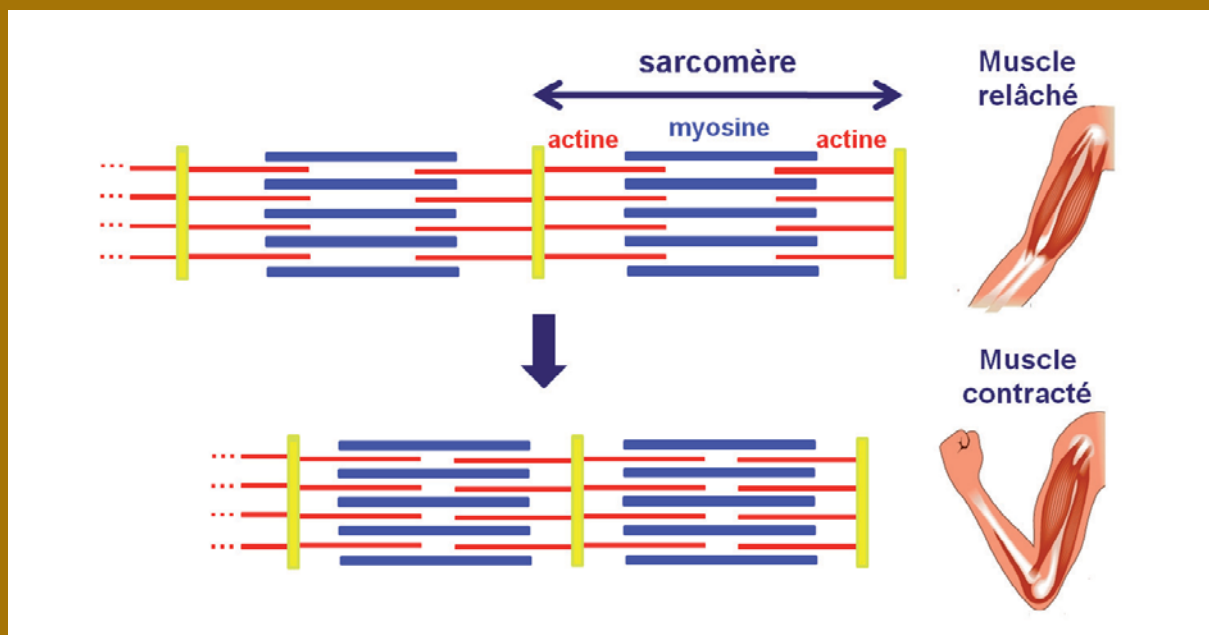 sarcomère
Muscle
relâché
actine
myosine
actine
Muscle
contracté